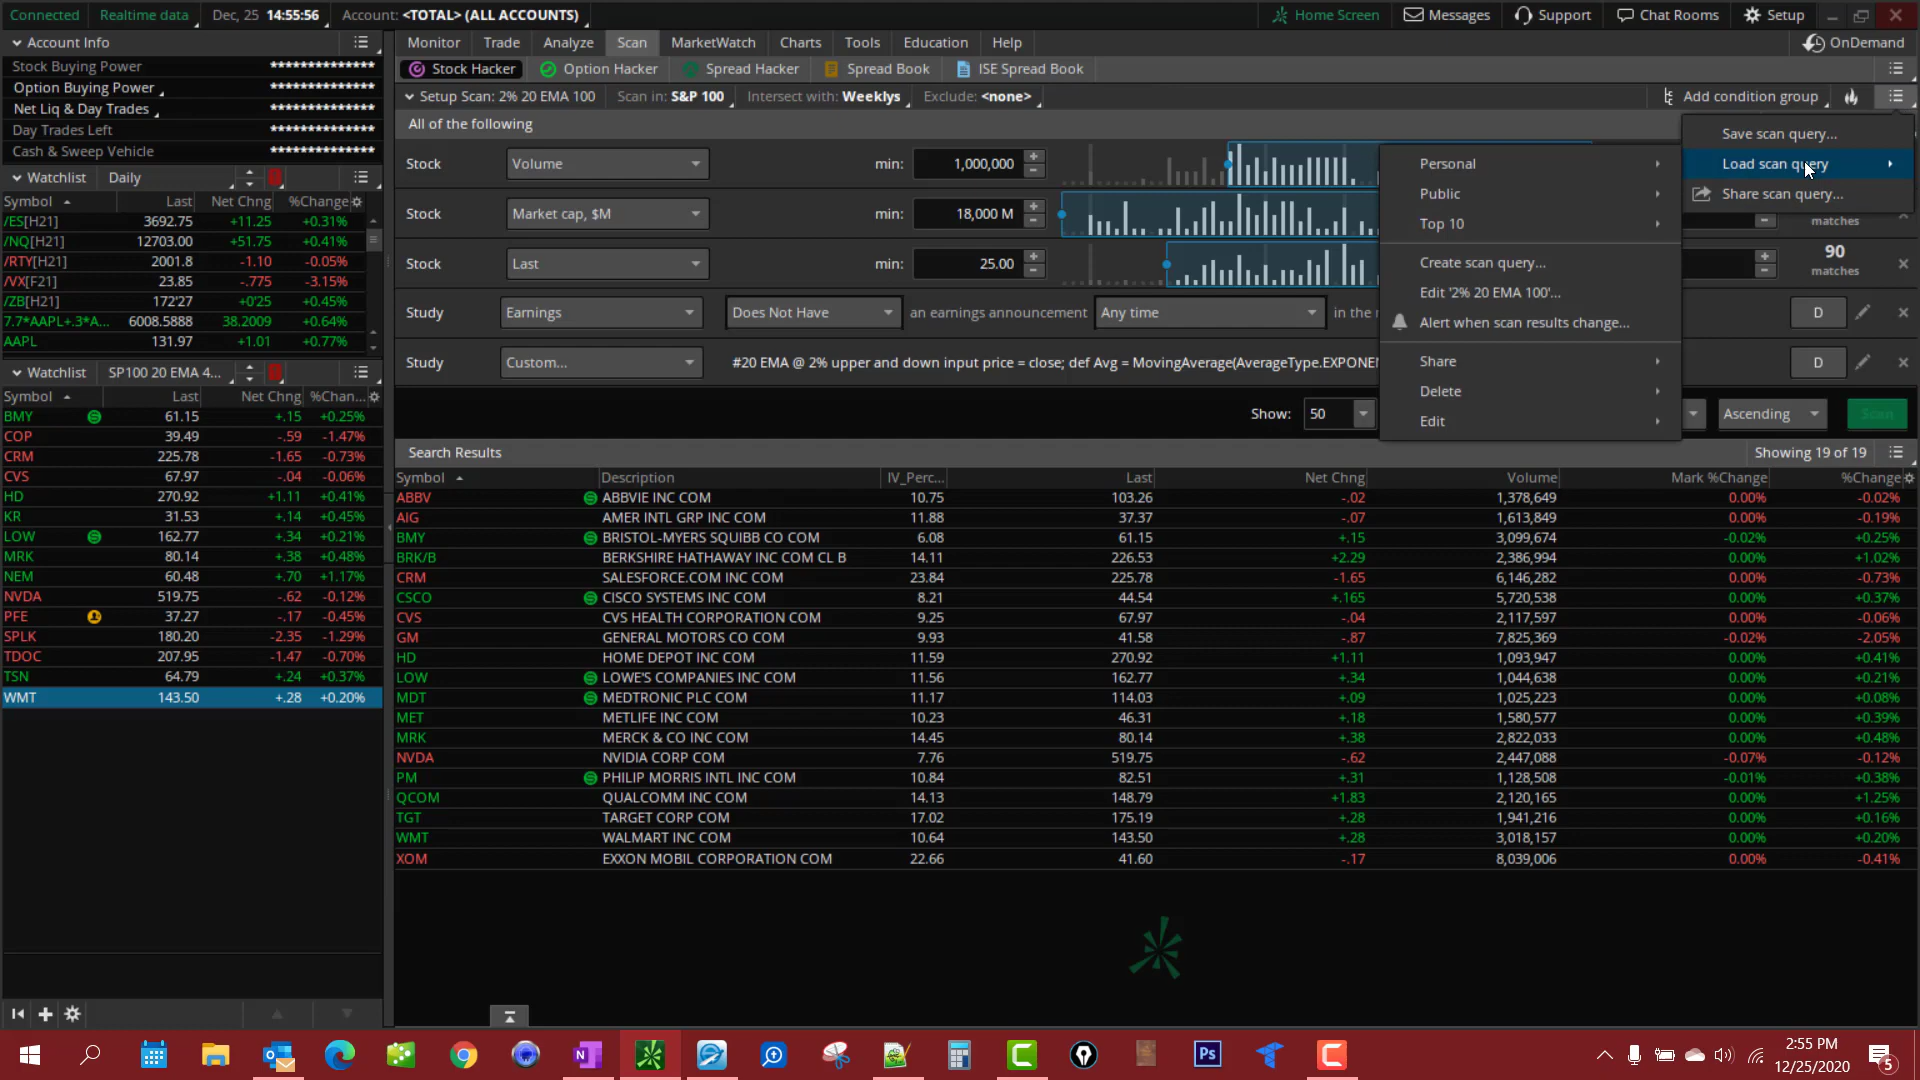 Connected Realtime data Dec, 25 14:55:56 Account: <TOTAL> (ALL ACCOUNTS) Home Screen Messages Support Chat Rooms Setup
Account Info
Stock Buying Power **************
Option Buying Power **************
Net Liq & Day Trades **************
Day Trades Left **************
Cash & Sweep Vehicle **************
Watchlist Daily
Symbol Last Net Chng %Change
/ES[H21] 3692.75 +11.25 +0.31%
/NQ[H21] 12703.00 +51.75 +0.41%
/RTY[H21] 2001.8 -1.10 -0.05%
/VX[F21] 23.85 -.775 -3.15%
/ZB[H21] 172'27 +0'25 +0.45%
7.7*AAPL+.3*A... 6008.5888 38.2009 +0.64%
AAPL 131.97 +1.01 +0.77%
Watchlist SP100 20 EMA 4...
Symbol Last Net Chng %Chan...
BMY 61.15 +.15 +0.25%
COP 39.49 -.59 -1.47%
CRM 225.78 -1.65 -0.73%
CVS 67.97 -.04 -0.06%
HD 270.92 +1.11 +0.41%
KR 31.53 +.14 +0.45%
LOW 162.77 +.34 +0.21%
MRK 80.14 +.38 +0.48%
NEM 60.48 +.70 +1.17%
NVDA 519.75 -.62 -0.12%
PFE 37.27 -.17 -0.45%
SPLK 180.20 -2.35 -1.29%
TDOC 207.95 -1.47 -0.70%
TSN 64.79 +.24 +0.37%
WMT 143.50 +.28 +0.20%
Monitor Trade Analyze Scan MarketWatch Charts Tools Education Help OnDemand
Stock Hacker Option Hacker Spread Hacker Spread Book ISE Spread Book
Setup Scan: 2% 20 EMA 100 Scan in: S&P 100 Intersect with: Weeklys Exclude: <none> Add condition group
All of the following
Stock Volume min: 1,000,000
Stock Market cap, $M min: 18,000 M matches
Stock Last min: 25.00 90 matches
Study Earnings Does Not Have an earnings announcement Any time in the D
Study Custom... #20 EMA @ 2% upper and down input price = close; def Avg = MovingAverage(AverageType.EXPONE D
Show: 50 Ascending Scan
Save scan query...
Load scan query
Share scan query...
Personal
Public
Top 10
Create scan query...
Edit '2% 20 EMA 100'...
Alert when scan results change...
Share
Delete
Edit
Search Results Showing 19 of 19
Symbol Description IV_Perc... Last Net Chng Volume Mark %Change %Change
ABBV ABBVIE INC COM 10.75 103.26 -.02 1,378,649 0.00% -0.02%
AIG AMER INTL GRP INC COM 11.88 37.37 -.07 1,613,849 0.00% -0.19%
BMY BRISTOL-MYERS SQUIBB CO COM 6.08 61.15 +.15 3,099,674 -0.02% +0.25%
BRK/B BERKSHIRE HATHAWAY INC COM CL B 14.11 226.53 +2.29 2,386,994 0.00% +1.02%
CRM SALESFORCE.COM INC COM 23.84 225.78 -1.65 6,146,282 0.00% -0.73%
CSCO CISCO SYSTEMS INC COM 8.21 44.54 +.165 5,720,538 0.00% +0.37%
CVS CVS HEALTH CORPORATION COM 9.25 67.97 -.04 2,117,597 0.00% -0.06%
GM GENERAL MOTORS CO COM 9.93 41.58 -.87 7,825,369 -0.02% -2.05%
HD HOME DEPOT INC COM 11.59 270.92 +1.11 1,093,947 0.00% +0.41%
LOW LOWE'S COMPANIES INC COM 11.56 162.77 +.34 1,044,638 0.00% +0.21%
MDT MEDTRONIC PLC COM 11.17 114.03 +.09 1,025,223 0.00% +0.08%
MET METLIFE INC COM 10.23 46.31 +.18 1,580,577 0.00% +0.39%
MRK MERCK & CO INC COM 14.45 80.14 +.38 2,822,033 0.00% +0.48%
NVDA NVIDIA CORP COM 7.76 519.75 -.62 2,447,088 -0.07% -0.12%
PM PHILIP MORRIS INTL INC COM 10.84 82.51 +.31 1,128,508 -0.01% +0.38%
QCOM QUALCOMM INC COM 14.13 148.79 +1.83 2,120,165 0.00% +1.25%
TGT TARGET CORP COM 17.02 175.19 +.28 1,941,216 0.00% +0.16%
WMT WALMART INC COM 10.64 143.50 +.28 3,018,157 0.00% +0.20%
XOM EXXON MOBIL CORPORATION COM 22.66 41.60 -.17 8,039,006 0.00% -0.41%
Ps
2:55 PM
12/25/2020
5